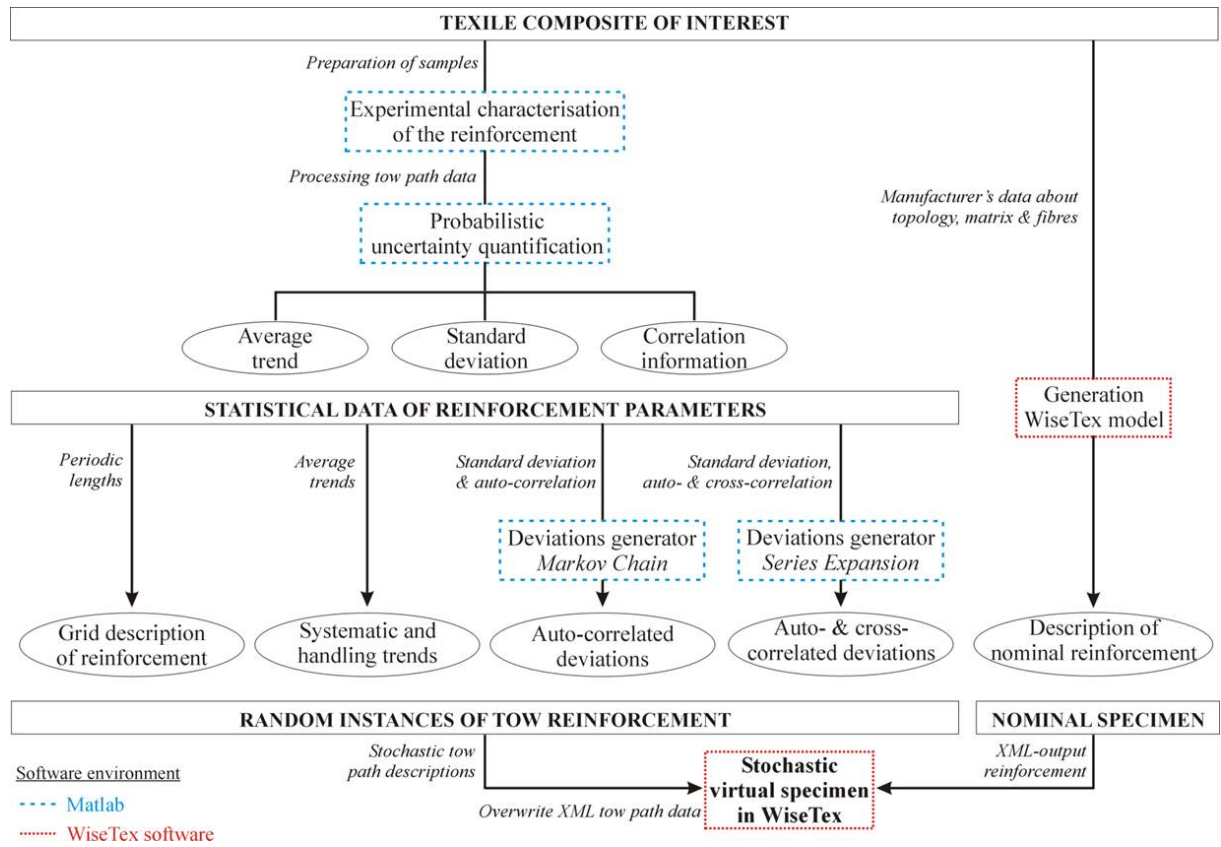 TEXILE COMPOSITE OF INTEREST
Preparation of samples
Experimental characterisation
of the reinforcement
Processing tow path data
Probabilistic
uncertainty quantification
Manufacturer's data about
topology, matrix & fibres
Average
trend
Standard
deviation
Correlation
information
Generation
WiseTex model
STATISTICAL DATA OF REINFORCEMENT PARAMETERS
Periodic
lengths
Average
trends
Standard deviation
& auto-correlation
Standard deviation,
auto- & cross-correlation
Deviations generator
Markov Chain
Deviations generator
Series Expansion
Grid description
of reinforcement
Systematic and
handling trends
Auto-correlated
deviations
Auto- & cross-
correlated deviations
Description of
nominal reinforcement
RANDOM INSTANCES OF TOW REINFORCEMENT
NOMINAL SPECIMEN
Stochastic tow
path descriptions
Overwrite XML tow path data
Stochastic
virtual specimen
in WiseTex
XML-output
reinforcement
Software environment
Matlab
WiseTex software